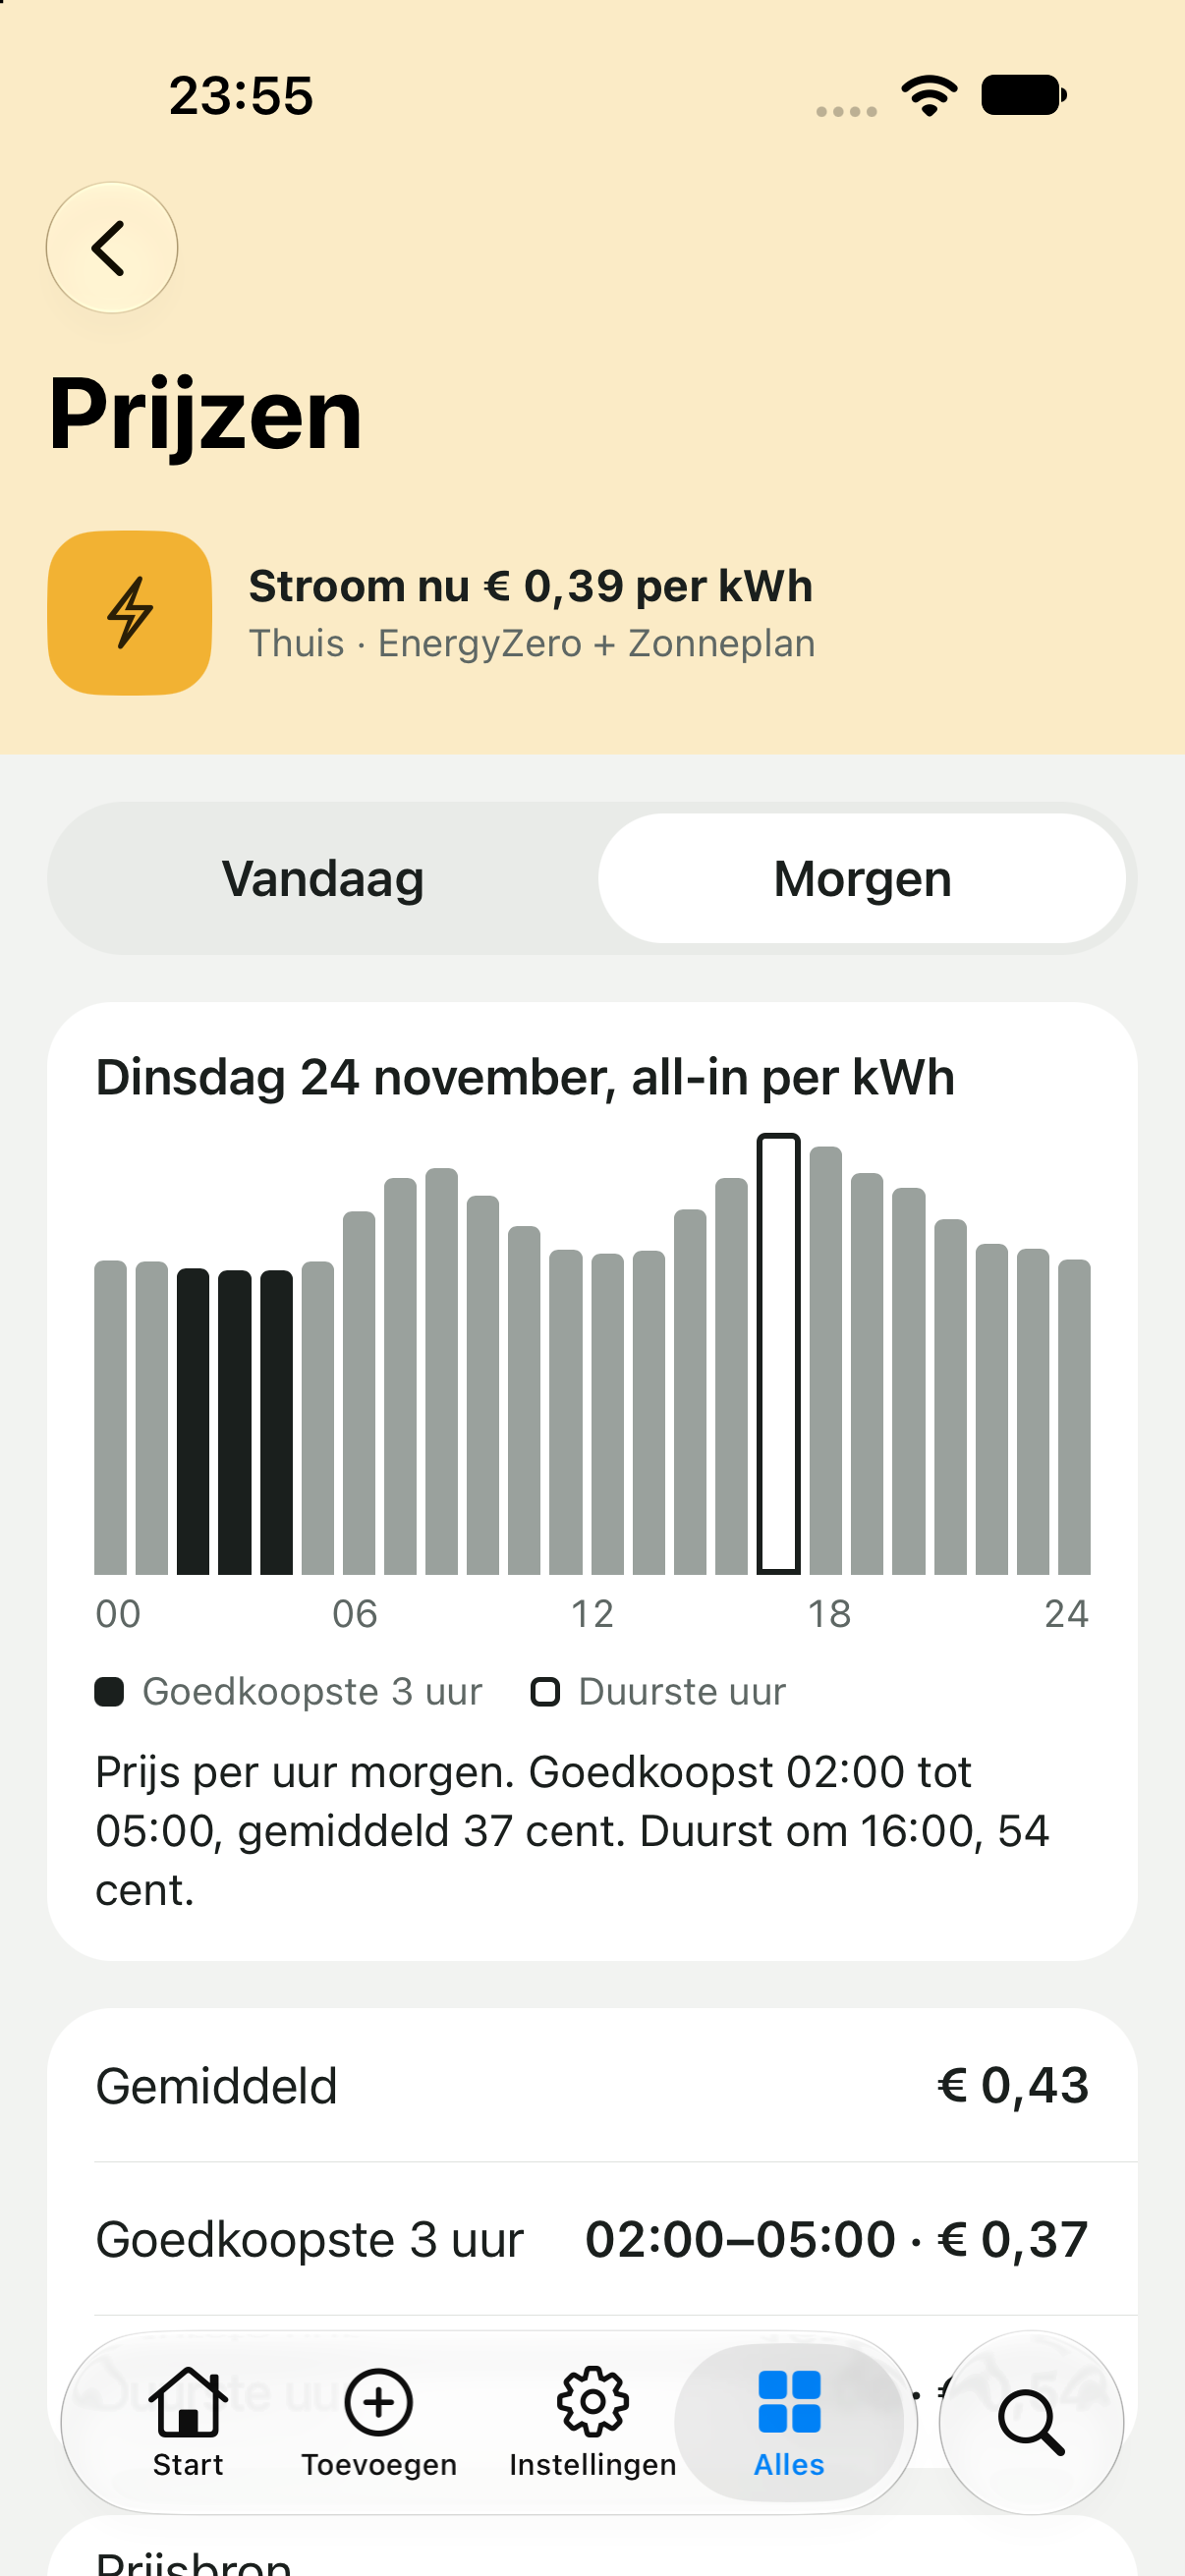 23:55
Prijzen
Stroom nu € 0,39 per kWh
Thuis · EnergyZero + Zonneplan
Vandaag
Morgen
Dinsdag 24 november, all-in per kWh
00 06 12 18 24
Goedkoopste 3 uur Duurste uur
Prijs per uur morgen. Goedkoopst 02:00 tot
05:00, gemiddeld 37 cent. Duurst om 16:00, 54
cent.
Gemiddeld € 0,43
Goedkoopste 3 uur 02:00–05:00 · € 0,37
Start
Toevoegen
Instellingen
Alles
Prijsbron